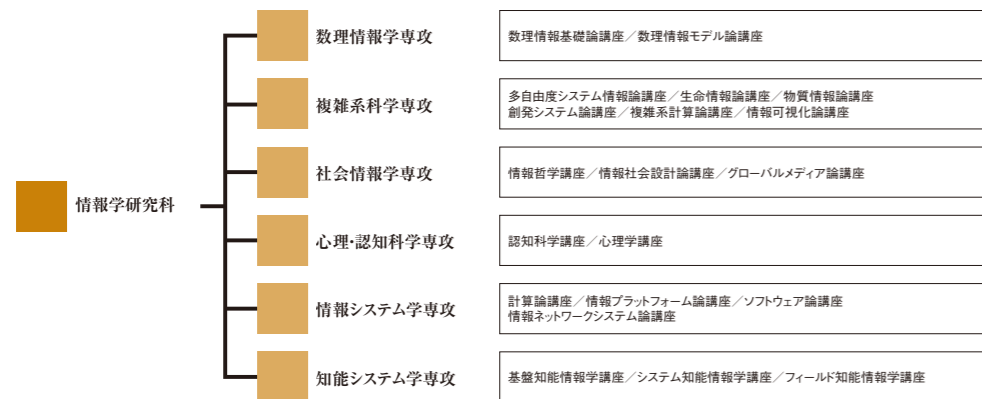 情報学研究科
数理情報学専攻
数理情報基礎論講座／数理情報モデル論講座
複雑系科学専攻
多自由度システム情報論講座／生命情報論講座／物質情報論講座
創発システム論講座／複雑系計算論講座／情報可視化論講座
社会情報学専攻
情報哲学講座／情報社会設計論講座／グローバルメディア論講座
心理・認知科学専攻
認知科学講座／心理学講座
情報システム学専攻
計算論講座／情報プラットフォーム論講座／ソフトウェア論講座
情報ネットワークシステム論講座
知能システム学専攻
基盤知能情報学講座／システム知能情報学講座／フィールド知能情報学講座